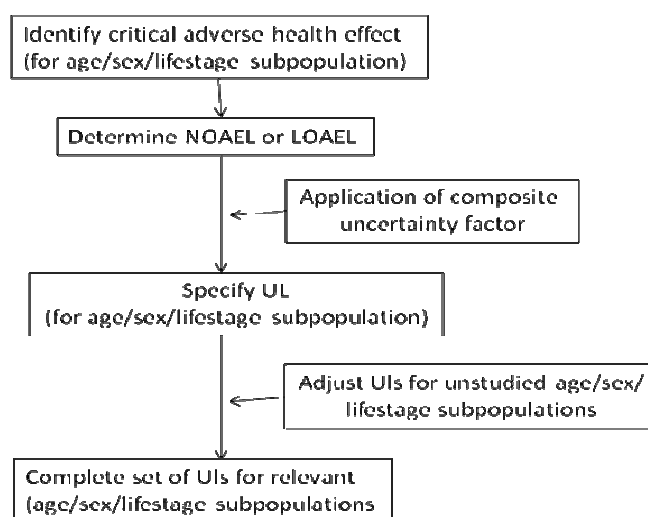 Identify critical adverse health effect
(for age/sex/lifestage subpopulation)
Determine NOAEL or LOAEL
Application of composite
uncertainty factor
Specify UL
(for age/sex/lifestage subpopulation)
Adjust Uls for unstudied age/sex/
lifestage subpopulations
Complete set of Uls for relevant
(age/sex/lifestage subpopulations